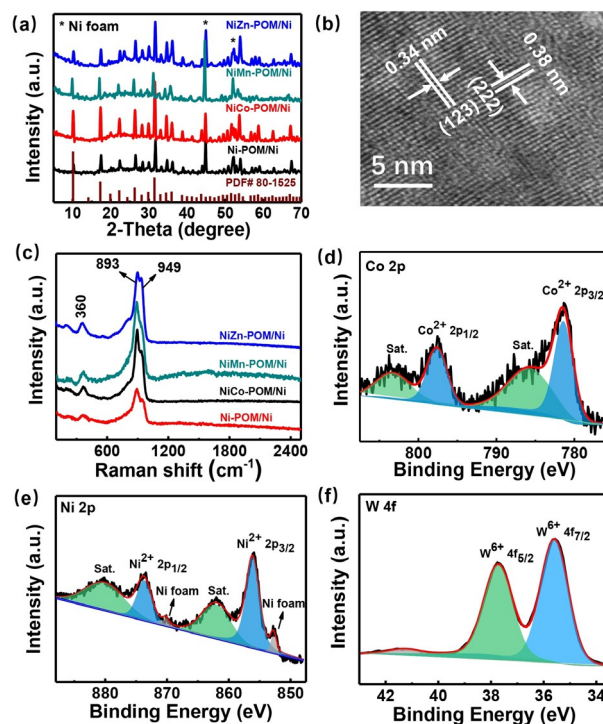 (a)
* Ni foam
*
*
NiZn-POM/Ni
NiMn-POM/Ni
NiCo-POM/Ni
Ni-POM/Ni
PDF# 80-1525
Intensity (a.u.)
10 20 30 40 50 60 70
2-Theta (degree)
(b)
0.34 nm
(123)
0.38 nm
(222)
5 nm
(c)
893
949
360
NiZn-POM/Ni
NiMn-POM/Ni
NiCo-POM/Ni
Ni-POM/Ni
Intensity (a.u.)
600 1200 1800 2400
Raman shift (cm⁻¹)
(d)
Co 2p
Sat.
Co²⁺ 2p₁/₂
Sat.
Co²⁺ 2p₃/₂
Intensity (a.u.)
800 790 780
Binding Energy (eV)
(e)
Ni 2p
Sat.
Ni²⁺ 2p₁/₂
Ni foam
Sat.
Ni²⁺ 2p₃/₂
Ni foam
Intensity (a.u.)
880 870 860 850
Binding Energy (eV)
(f)
W 4f
W⁶⁺ 4f₅/₂
W⁶⁺ 4f₇/₂
Intensity (a.u.)
42 40 38 36 34
Binding Energy (eV)